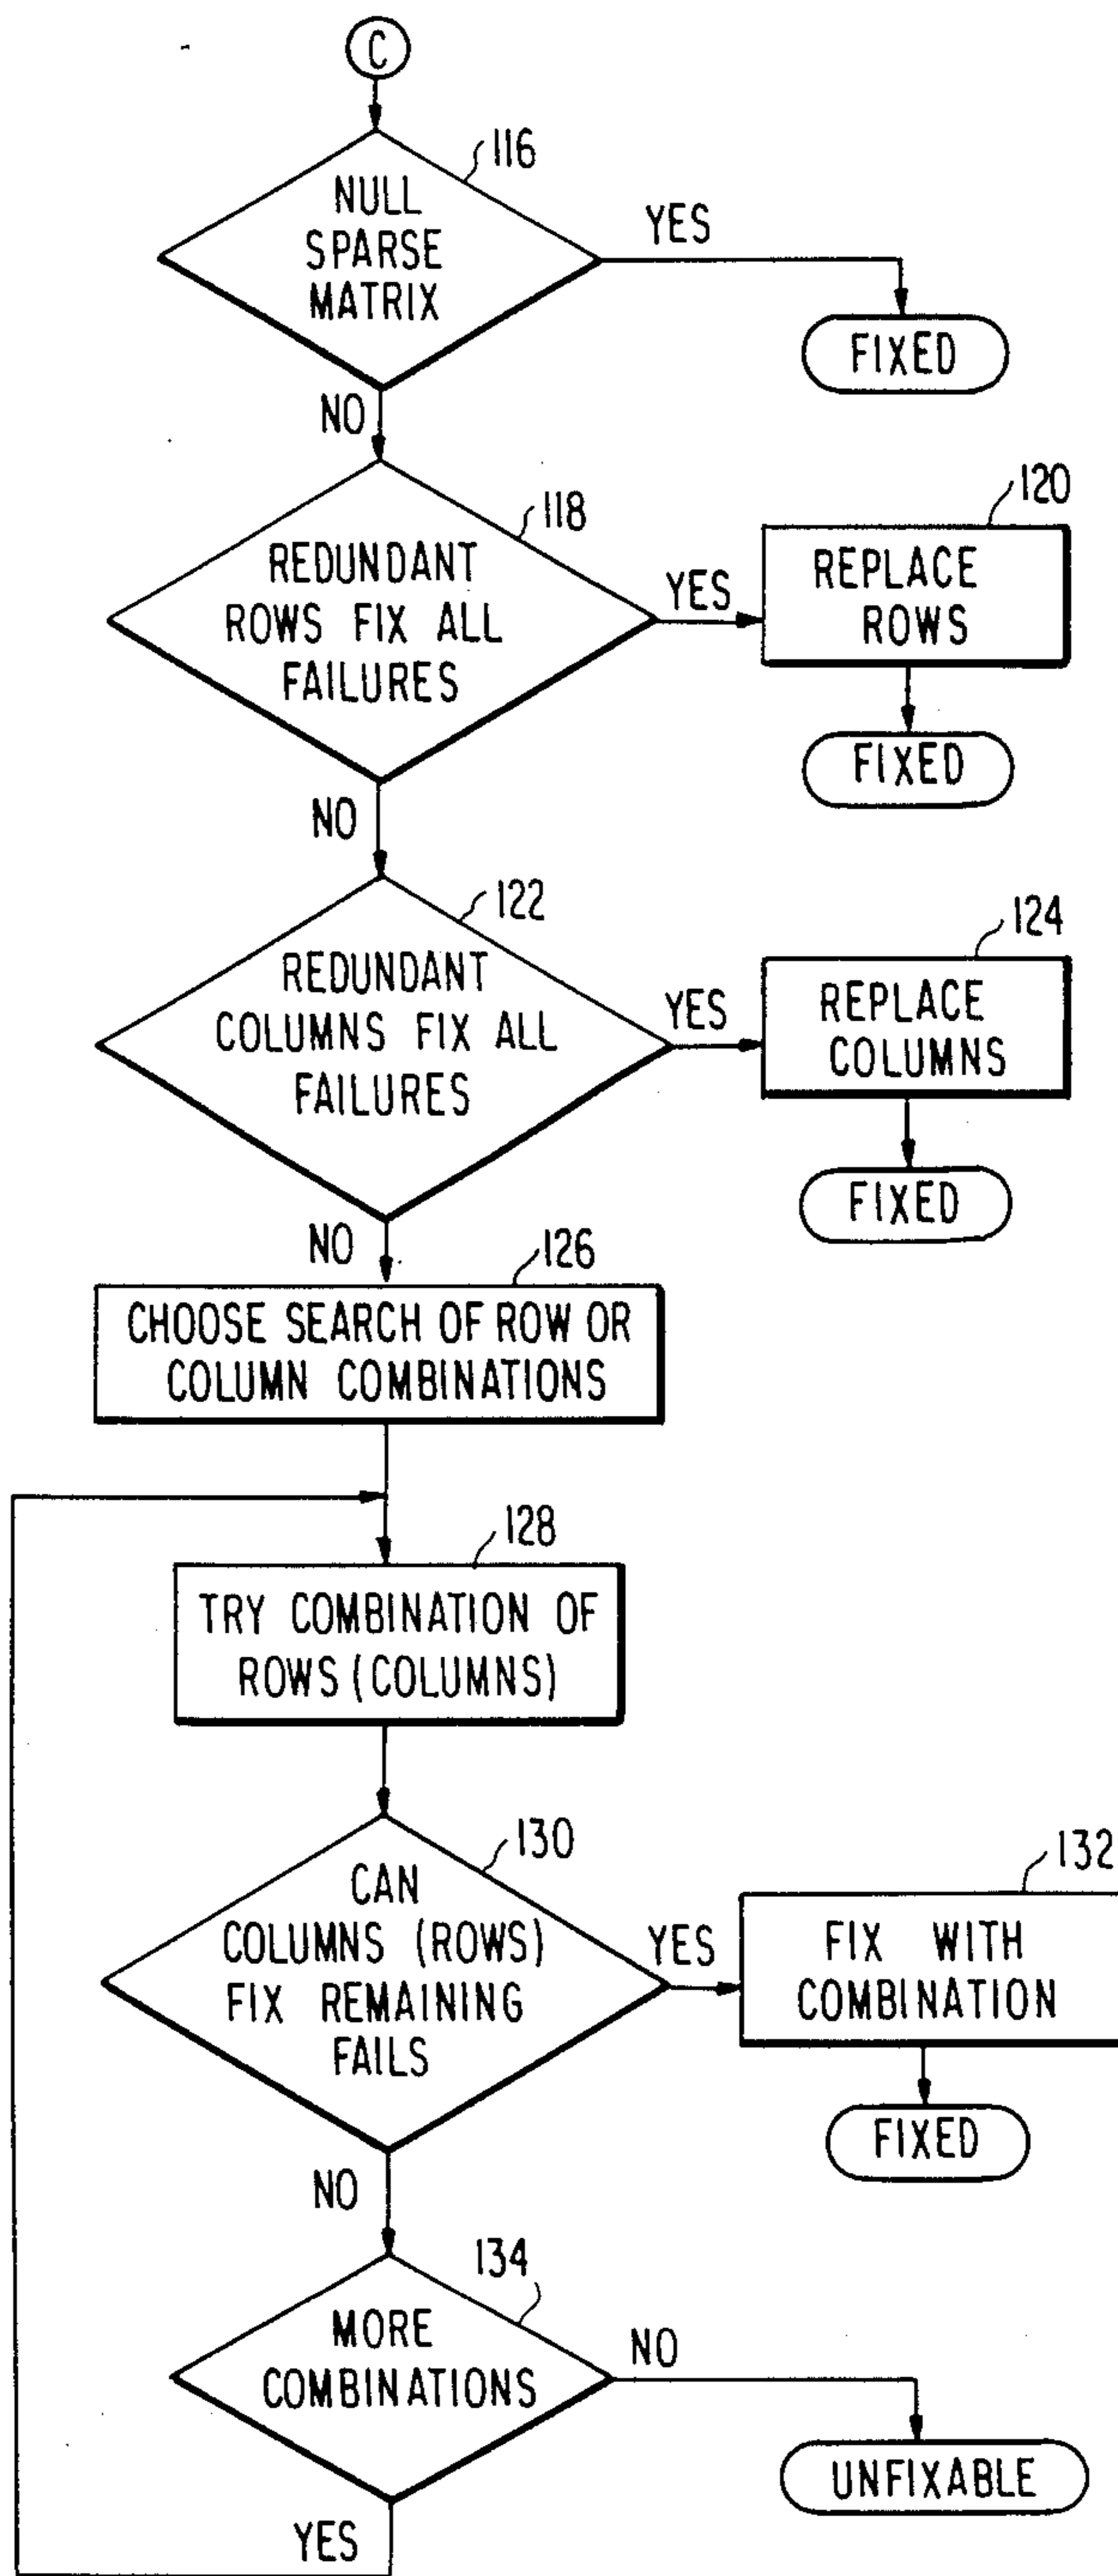 C
116
NULL
SPARSE
MATRIX
YES
FIXED
NO
118
REDUNDANT
ROWS FIX ALL
FAILURES
YES
120
REPLACE
ROWS
FIXED
NO
122
REDUNDANT
COLUMNS FIX ALL
FAILURES
YES
124
REPLACE
COLUMNS
FIXED
NO
126
CHOOSE SEARCH OF ROW OR
COLUMN COMBINATIONS
128
TRY COMBINATION OF
ROWS (COLUMNS)
130
CAN
COLUMNS (ROWS)
FIX REMAINING
FAILS
YES
132
FIX WITH
COMBINATION
FIXED
NO
134
MORE
COMBINATIONS
NO
UNFIXABLE
YES